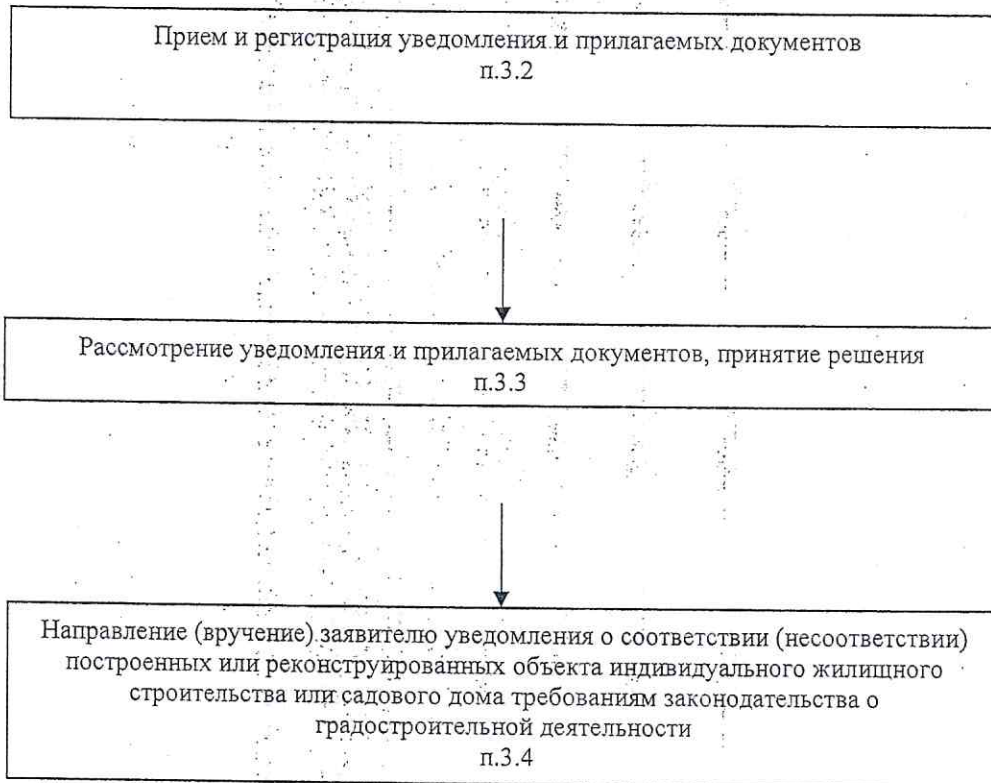 Прием и регистрация уведомления и прилагаемых документов
п.3.2
Рассмотрение уведомления и прилагаемых документов, принятие решения
п.3.3
Направление (вручение) заявителю уведомления о соответствии (несоответствии)
построенных или реконструированных объекта индивидуального жилищного
строительства или садового дома требованиям законодательства о
градостроительной деятельности
п.3.4